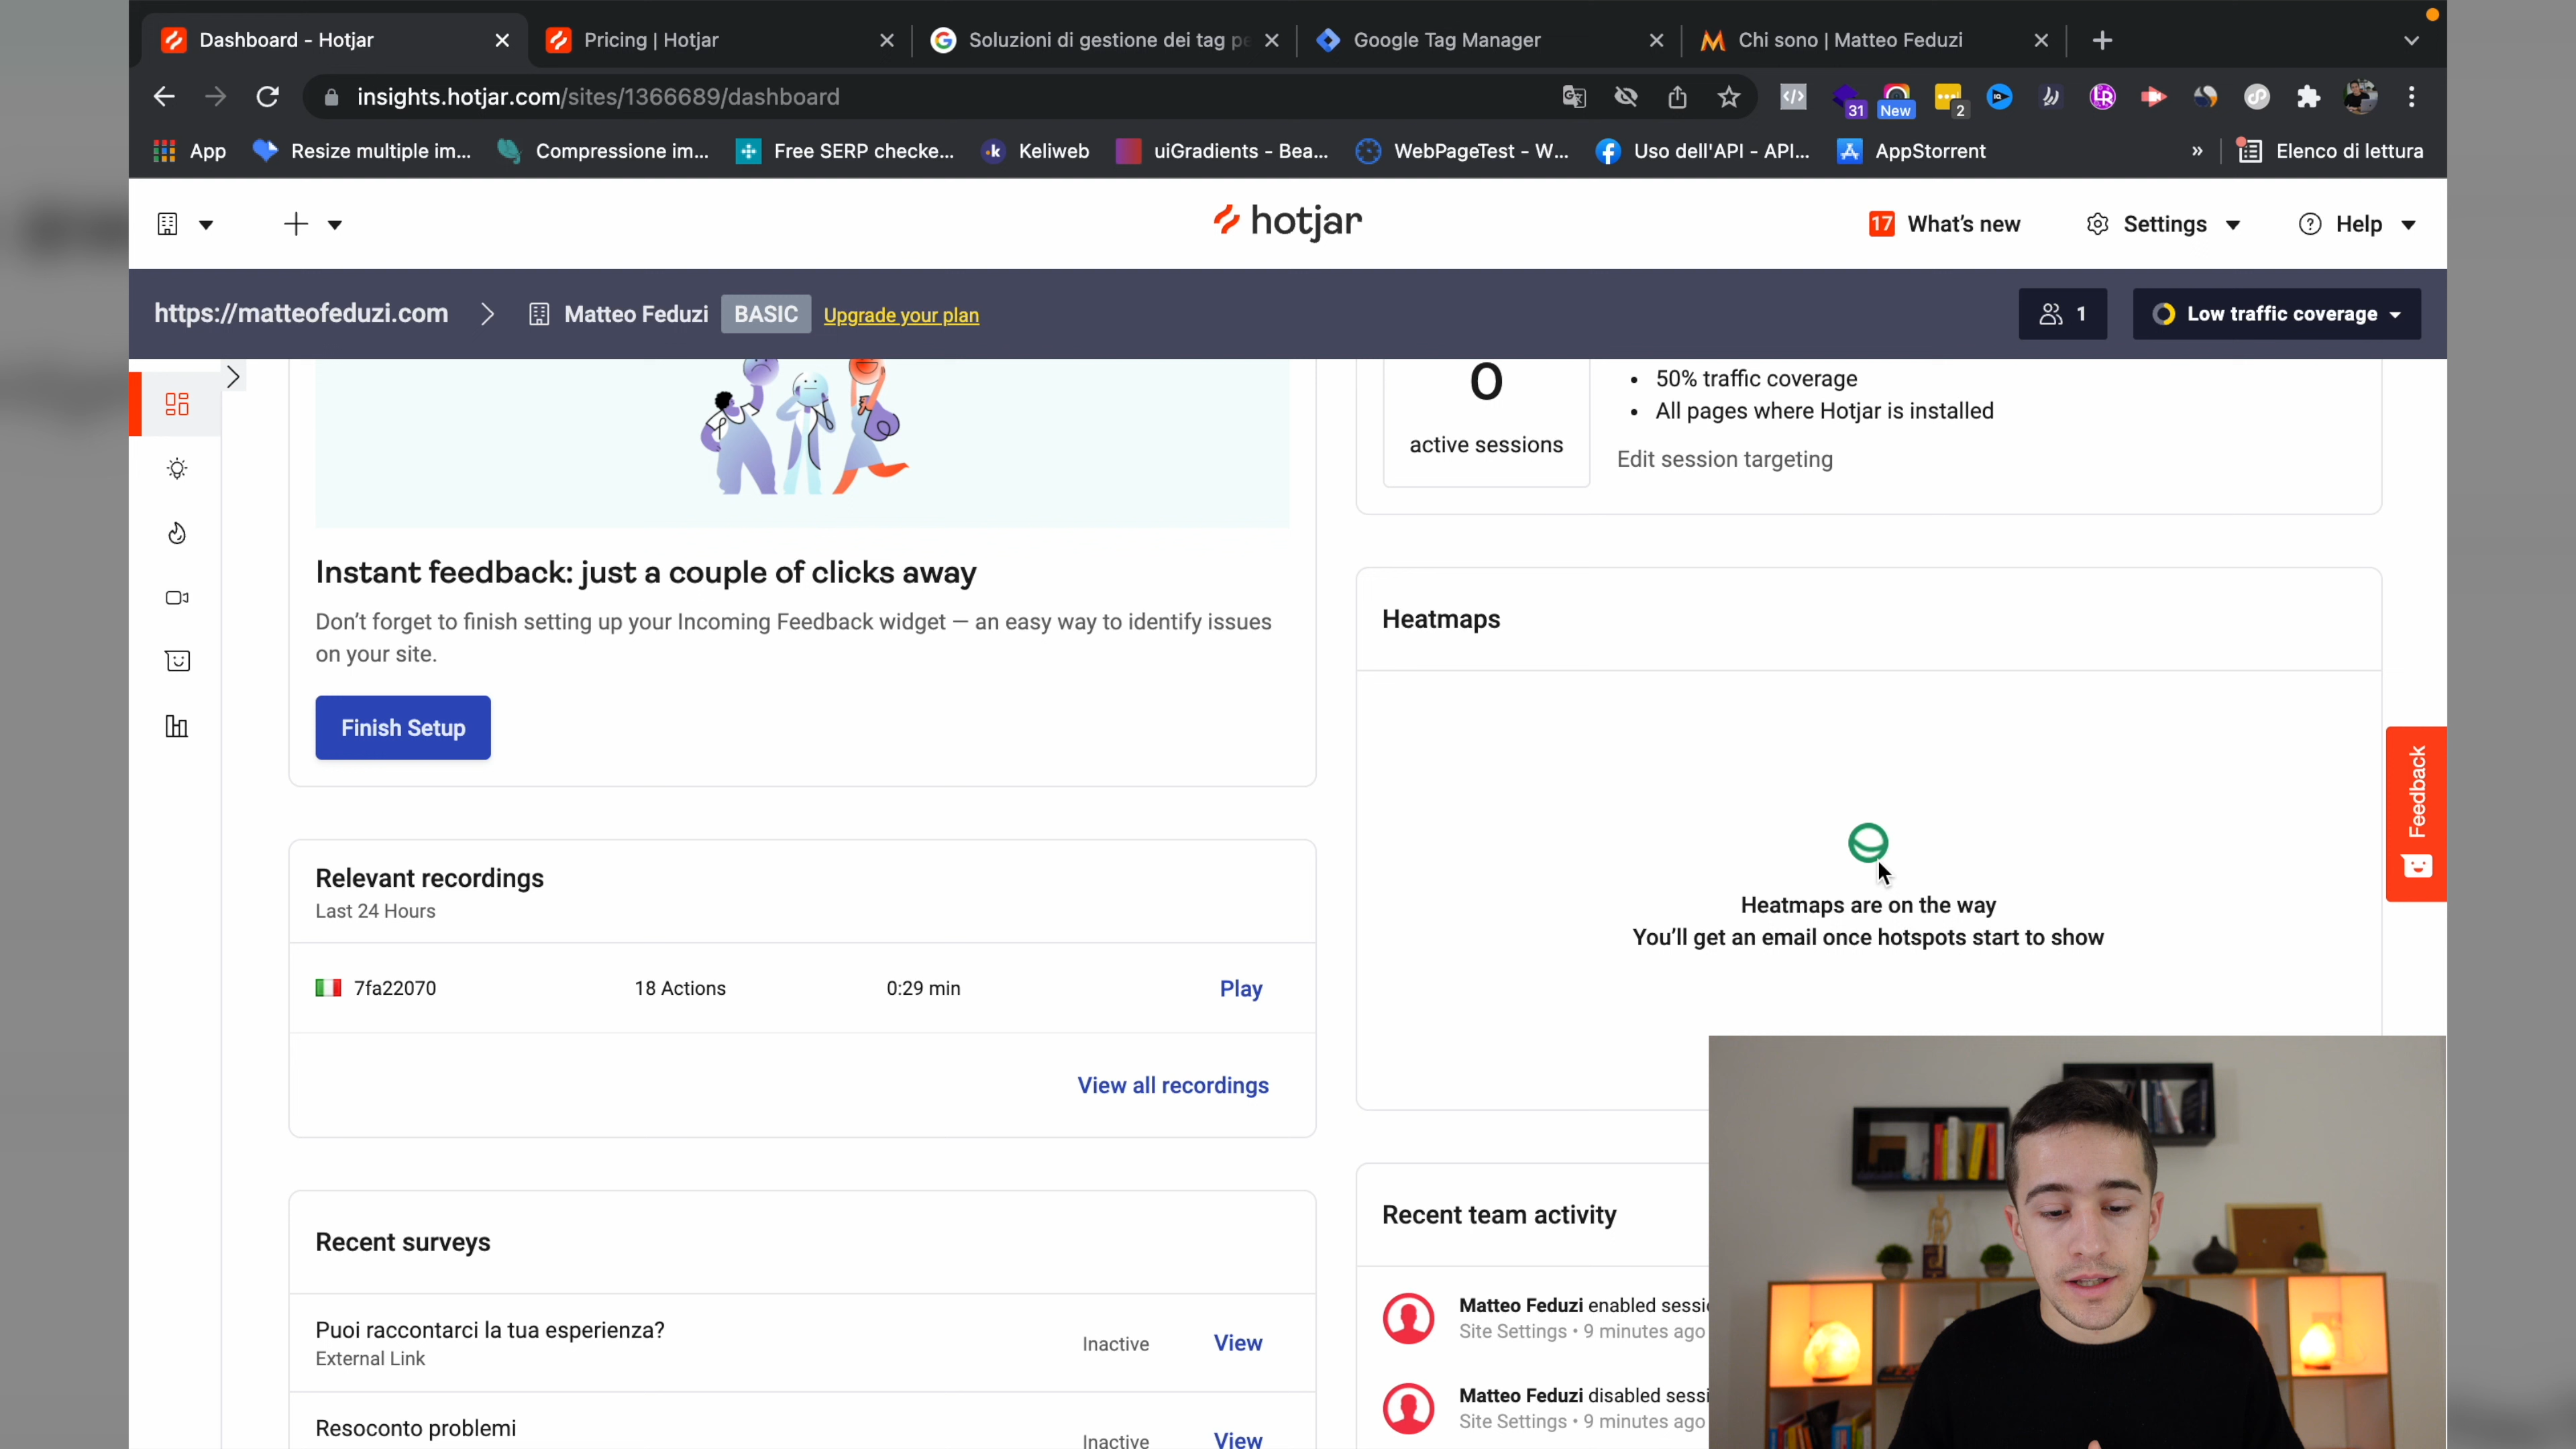 Dashboard - Hotjar
Pricing | Hotjar
Soluzioni di gestione dei tag pe
Google Tag Manager
Chi sono | Matteo Feduzi
insights.hotjar.com/sites/1366689/dashboard
31
New
2
App
Resize multiple im...
Compressione im...
Free SERP checke...
Keliweb
uiGradients - Bea...
WebPageTest - W...
Uso dell'API - API...
AppStorrent
»
Elenco di lettura
hotjar
17 What's new
Settings
Help
https://matteofeduzi.com
Matteo Feduzi BASIC Upgrade your plan
1
Low traffic coverage
0
active sessions
• 50% traffic coverage
• All pages where Hotjar is installed
Edit session targeting
Instant feedback: just a couple of clicks away
Don't forget to finish setting up your Incoming Feedback widget — an easy way to identify issues
on your site.
Finish Setup
Heatmaps
Heatmaps are on the way
You'll get an email once hotspots start to show
Feedback
Relevant recordings
Last 24 Hours
7fa22070 18 Actions 0:29 min Play
View all recordings
Recent surveys
Puoi raccontarci la tua esperienza?
External Link
Inactive View
Resoconto problemi
Inactive View
Recent team activity
Matteo Feduzi enabled sessi
Site Settings • 9 minutes ago
Matteo Feduzi disabled sessi
Site Settings • 9 minutes ago